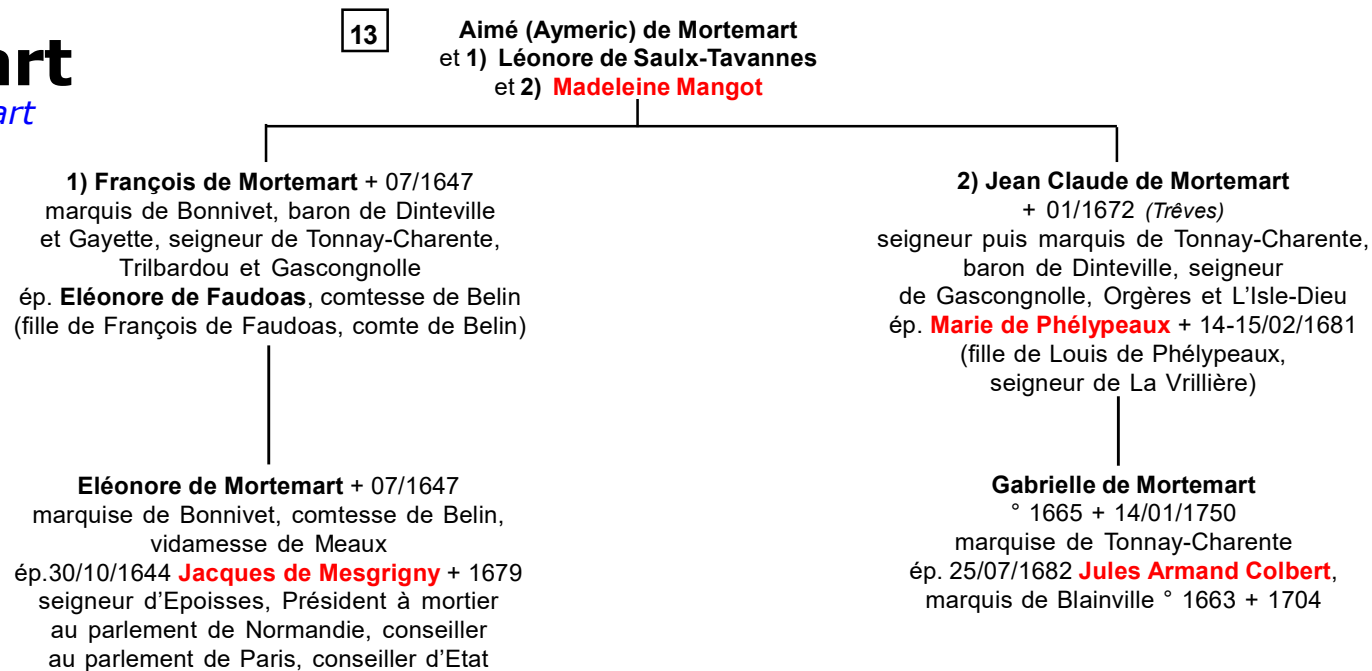 art
art
13
Aimé (Aymeric) de Mortemart
et 1) Léonore de Saulx-Tavannes
et 2) Madeleine Mangot
1) François de Mortemart + 07/1647
marquis de Bonnivet, baron de Dinteville
et Gayette, seigneur de Tonnay-Charente,
Trilbardou et Gascongnolle
ép. Eléonore de Faudoas, comtesse de Belin
(fille de François de Faudoas, comte de Belin)
2) Jean Claude de Mortemart
+ 01/1672 (Trêves)
seigneur puis marquis de Tonnay-Charente,
baron de Dinteville, seigneur
de Gascongnolle, Orgères et L'Isle-Dieu
ép. Marie de Phélypeaux + 14-15/02/1681
(fille de Louis de Phélypeaux,
seigneur de La Vrillière)
Eléonore de Mortemart + 07/1647
marquise de Bonnivet, comtesse de Belin,
vidamesse de Meaux
ép.30/10/1644 Jacques de Mesgrigny + 1679
seigneur d'Epoisses, Président à mortier
au parlement de Normandie, conseiller
au parlement de Paris, conseiller d'Etat
Gabrielle de Mortemart
° 1665 + 14/01/1750
marquise de Tonnay-Charente
ép. 25/07/1682 Jules Armand Colbert,
marquis de Blainville ° 1663 + 1704